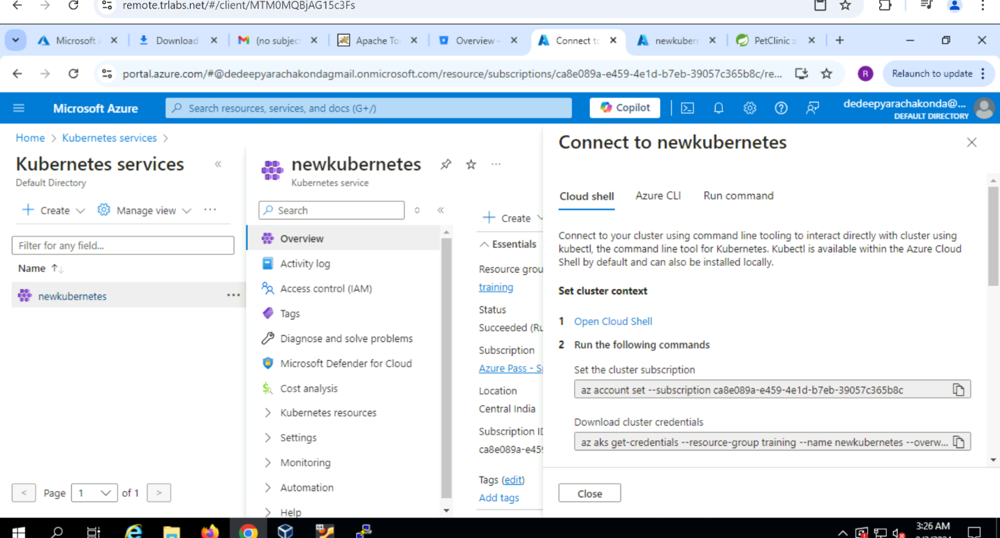 remote.trlabs.net/#/client/MTM0MQBjAG15c3Fs
Microsoft
Download
(no subject
Apache To
Overview -
Connect to
newkuber
PetClinic ::
portal.azure.com/#@dedeepyarachakondagmail.onmicrosoft.com/resource/subscriptions/ca8e089a-e459-4e1d-b7eb-39057c365b8c/re...
R
Relaunch to update
Microsoft Azure
Search resources, services, and docs (G+/)
Copilot
dedeepyarachakonda@...
DEFAULT DIRECTORY
Home > Kubernetes services >
Kubernetes services
Default Directory
Create
Manage view
Filter for any field...
Name
newkubernetes
Page 1 of 1
newkubernetes
Kubernetes service
Search
Overview
Activity log
Access control (IAM)
Tags
Diagnose and solve problems
Microsoft Defender for Cloud
Cost analysis
Kubernetes resources
Settings
Monitoring
Automation
Help
Create
Essentials
Resource grou
training
Status
Succeeded (Ru
Subscription
Azure Pass - S
Location
Central India
Subscription ID
ca8e089a-e459
Tags (edit)
Add tags
Connect to newkubernetes
Cloud shell
Azure CLI
Run command
Connect to your cluster using command line tooling to interact directly with cluster using
kubectl, the command line tool for Kubernetes. Kubectl is available within the Azure Cloud
Shell by default and can also be installed locally.
Set cluster context
1 Open Cloud Shell
2 Run the following commands
Set the cluster subscription
az account set --subscription ca8e089a-e459-4e1d-b7eb-39057c365b8c
Download cluster credentials
az aks get-credentials --resource-group training --name newkubernetes --overw...
Close
3:26 AM